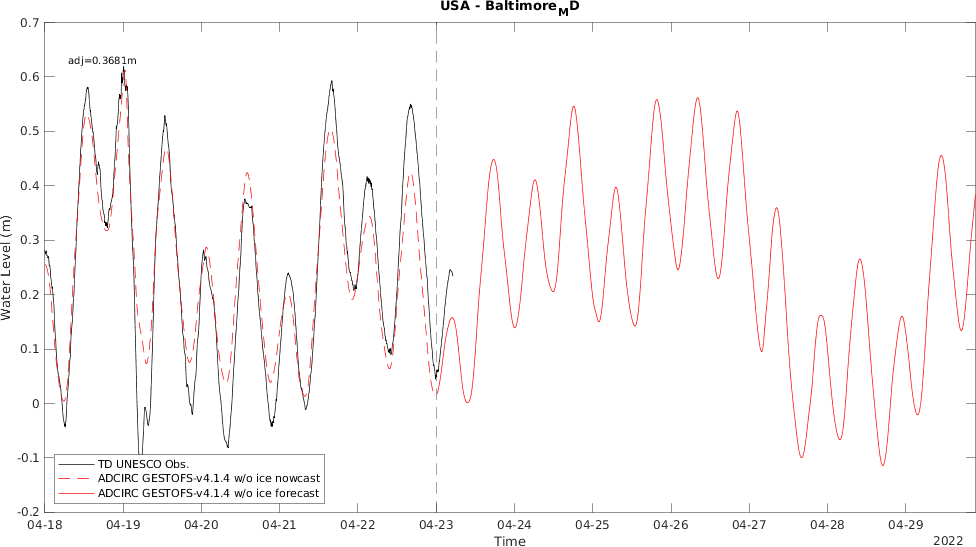 USA - Baltimore_MD
0.7
0.6
0.5
0.4
0.3
0.2
0.1
0
-0.1
-0.2
Water Level (m)
adj=0.3681m
TD UNESCO Obs.
ADCIRC GESTOFS-v4.1.4 w/o ice nowcast
ADCIRC GESTOFS-v4.1.4 w/o ice forecast
04-18 04-19 04-20 04-21 04-22 04-23 04-24 04-25 04-26 04-27 04-28 04-29
Time
2022